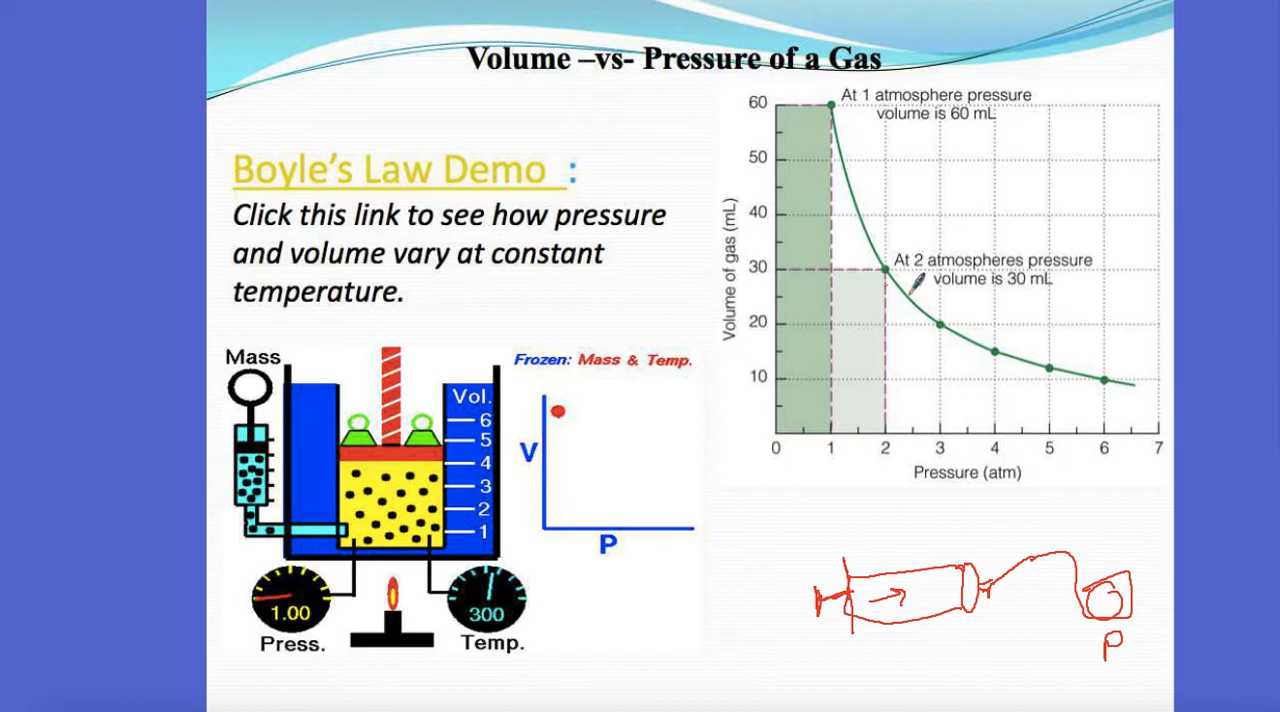 Volume –vs- Pressure of a Gas
Boyle’s Law Demo :
Click this link to see how pressure
and volume vary at constant
temperature.
Mass
Vol.
6
5
4
3
2
1
1.00
Press.
300
Temp.
Frozen: Mass & Temp.
V
P
At 1 atmosphere pressure
volume is 60 mL
At 2 atmospheres pressure
volume is 30 mL
Volume of gas (mL)
60
50
40
30
20
10
0 1 2 3 4 5 6 7
Pressure (atm)
P